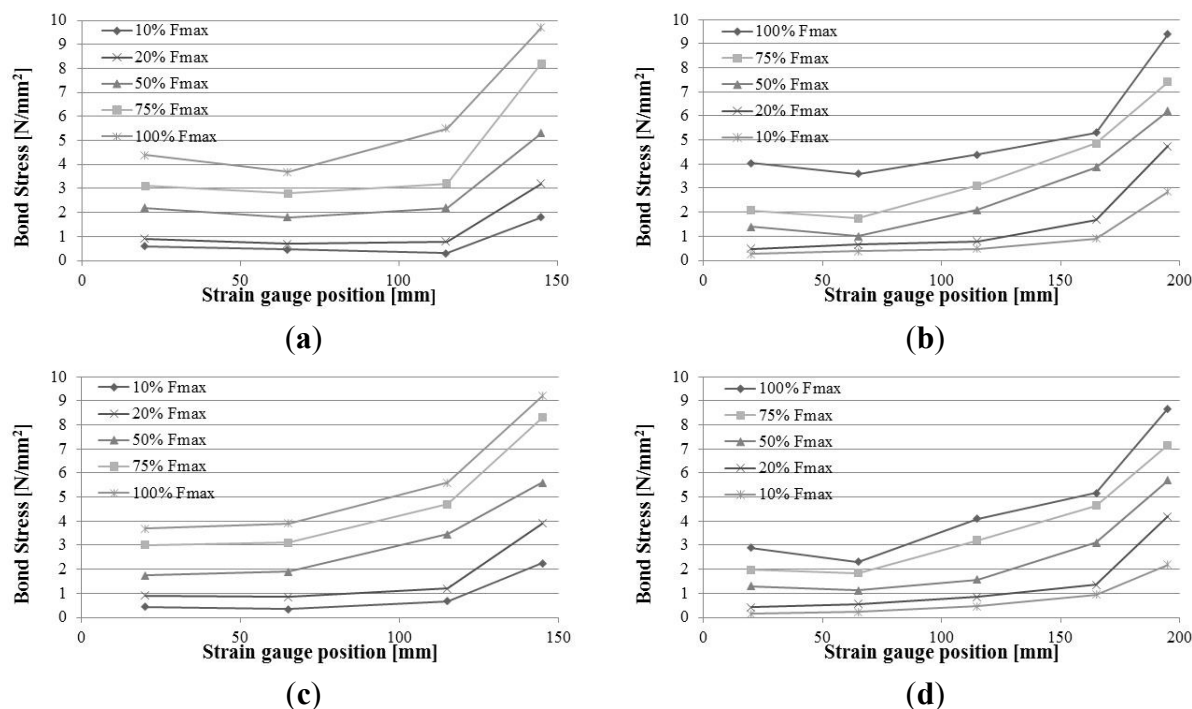 10
9
8
7
6
5
4
3
2
1
0
Bond Stress [N/mm²]
10% Fmax
20% Fmax
50% Fmax
75% Fmax
100% Fmax
0 50 100 150
Strain gauge position [mm]
(a)
10
9
8
7
6
5
4
3
2
1
0
Bond Stress [N/mm²]
100% Fmax
75% Fmax
50% Fmax
20% Fmax
10% Fmax
0 50 100 150 200
Strain gauge position [mm]
(b)
10
9
8
7
6
5
4
3
2
1
0
Bond Stress [N/mm²]
10% Fmax
20% Fmax
50% Fmax
75% Fmax
100% Fmax
0 50 100 150
Strain gauge position [mm]
(c)
10
9
8
7
6
5
4
3
2
1
0
Bond Stress [N/mm²]
100% Fmax
75% Fmax
50% Fmax
20% Fmax
10% Fmax
0 50 100 150 200
Strain gauge position [mm]
(d)